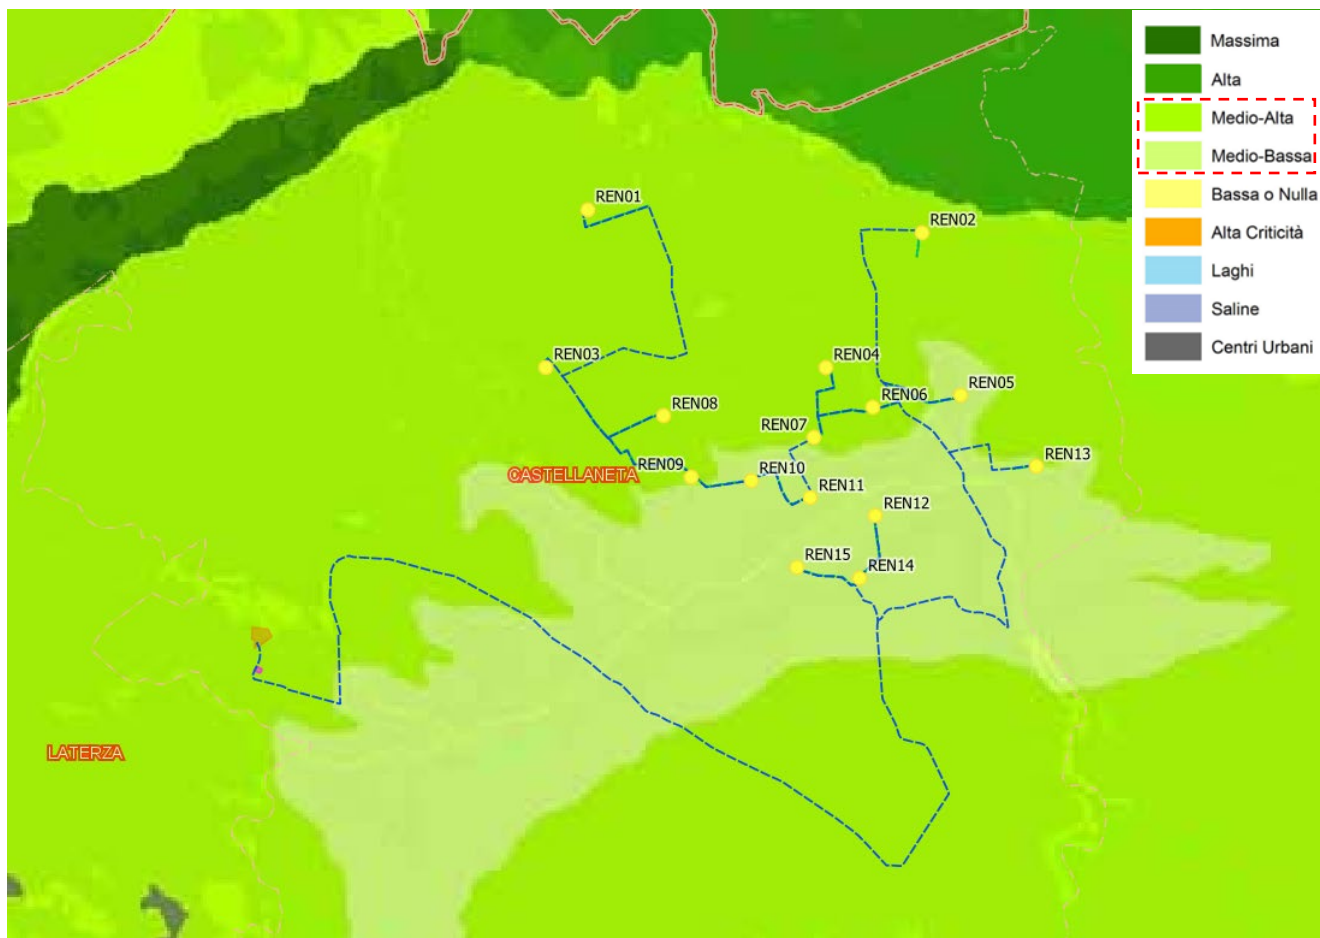 Massima
Alta
Medio-Alta
Medio-Bassa
Bassa o Nulla
Alta Criticità
Laghi
Saline
Centri Urbani
REN01
REN02
REN03
REN04
REN05
REN06
REN08
REN07
REN13
REN09
REN10
CASTELLANETA
REN11
REN12
REN15
REN14
LATERZA